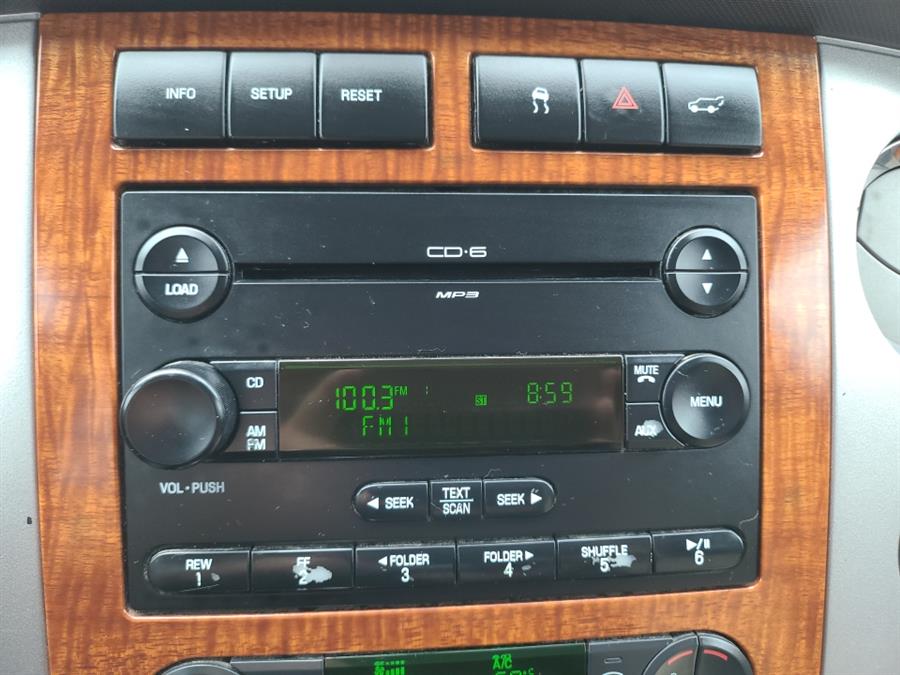 INFO SETUP RESET
CD·6
LOAD
MP3
CD MUTE
100.3 FM 1 ST 8:59 MENU
AM FM1 AUX
FM
VOL • PUSH
SEEK TEXT SEEK
SCAN
REW FF FOLDER FOLDER SHUFFLE
1 2 3 4 5 6
A/C